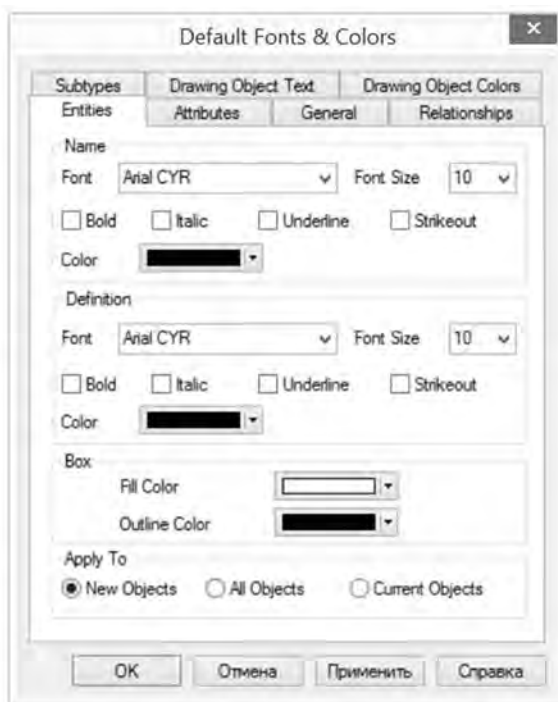 Default Fonts & Colors
Subtypes Drawing Object Text Drawing Object Colors
Entities Attributes General Relationships
Name
Font Arial CYR Font Size 10
Bold Italic Underline Strikeout
Color
Definition
Font Arial CYR Font Size 10
Bold Italic Underline Strikeout
Color
Box
Fill Color
Outline Color
Apply To
New Objects All Objects Current Objects
OK Отмена Применить Справка